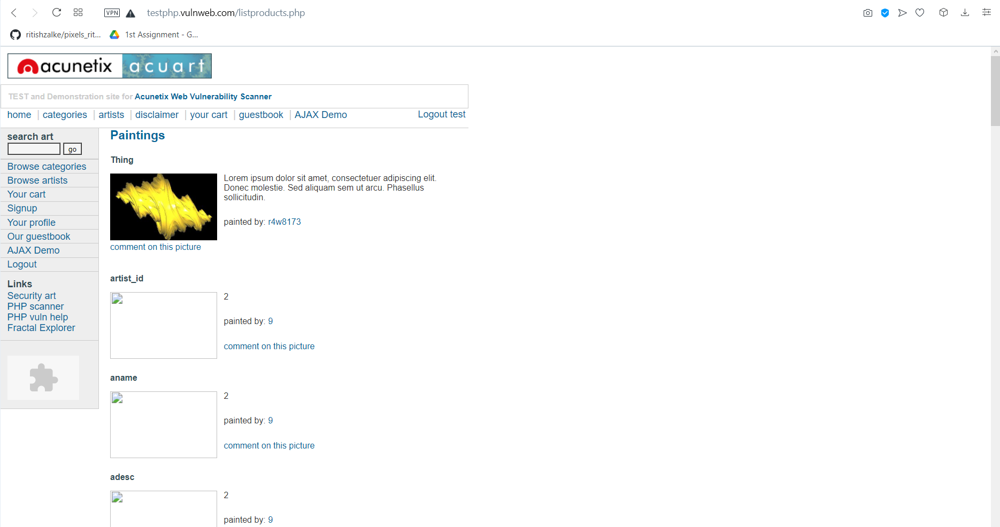 VPN testphp.vulnweb.com/listproducts.php
ritishzalke/pixels_rit... 1st Assignment - G...
acunetix acuart
TEST and Demonstration site for Acunetix Web Vulnerability Scanner
home categories artists disclaimer your cart guestbook AJAX Demo Logout test
search art
go
Browse categories
Browse artists
Your cart
Signup
Your profile
Our guestbook
AJAX Demo
Logout
Links
Security art
PHP scanner
PHP vuln help
Fractal Explorer
Paintings
Thing
Lorem ipsum dolor sit amet, consectetuer adipiscing elit.
Donec molestie. Sed aliquam sem ut arcu. Phasellus
sollicitudin.
painted by: r4w8173
comment on this picture
artist_id
2
painted by: 9
comment on this picture
aname
2
painted by: 9
comment on this picture
adesc
2
painted by: 9